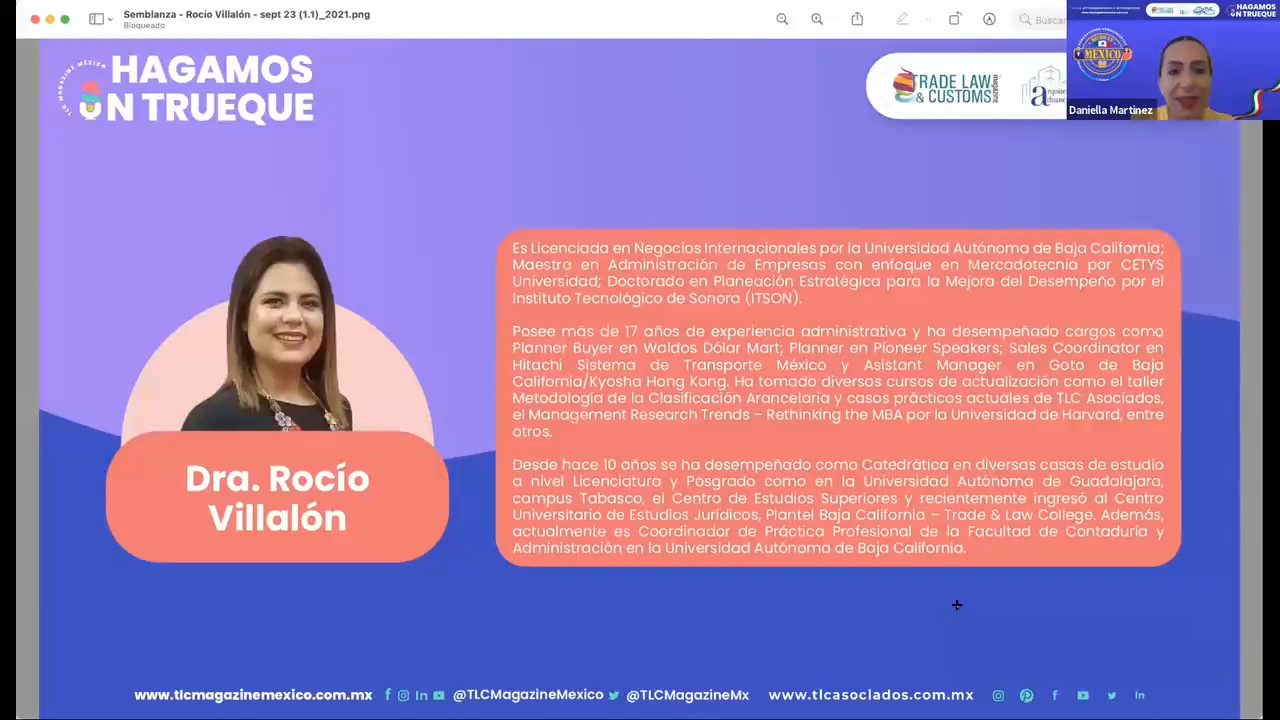 Semblanza - Rocío Villalón - sept 23 (1.1)_2021.png
Bloqueado
Buscar
HAGAMOS
UN TRUEQUE
TLC MAGAZINE MÉXICO
HAGAMOS
UN TRUEQUE
TRADE LAW
& CUSTOMS
magazine
MÉXICO
Daniella Martinez
Es Licenciada en Negocios Internacionales por la Universidad Autónoma de Baja California;
Maestra en Administración de Empresas con enfoque en Mercadotecnia por CETYS
Universidad; Doctorado en Planeación Estratégica para la Mejora del Desempeño por el
Instituto Tecnológico de Sonora (ITSON).
Posee más de 17 años de experiencia administrativa y ha desempeñado cargos como
Planner Buyer en Waldos Dólar Mart; Planner en Pioneer Speakers; Sales Coordinator en
Hitachi Sistema de Transporte México y Asistant Manager en Goto de Baja
California/Kyosha Hong Kong. Ha tomado diversos cursos de actualización como el taller
Metodología de la Clasificación Arancelaria y casos prácticos actuales de TLC Asociados,
el Management Research Trends – Rethinking the MBA por la Universidad de Harvard, entre
otros.
Desde hace 10 años se ha desempeñado como Catedrática en diversas casas de estudio
a nivel Licenciatura y Posgrado como en la Universidad Autónoma de Guadalajara,
campus Tabasco, el Centro de Estudios Superiores y recientemente ingresó al Centro
Universitario de Estudios Jurídicos, Plantel Baja California – Trade & Law College. Además,
actualmente es Coordinador de Práctica Profesional de la Facultad de Contaduría y
Administración en la Universidad Autónoma de Baja California.
Dra. Rocío
Villalón
www.tlcmagazinemexico.com.mx @TLCMagazineMexico @TLCMagazineMx www.tlcasociados.com.mx